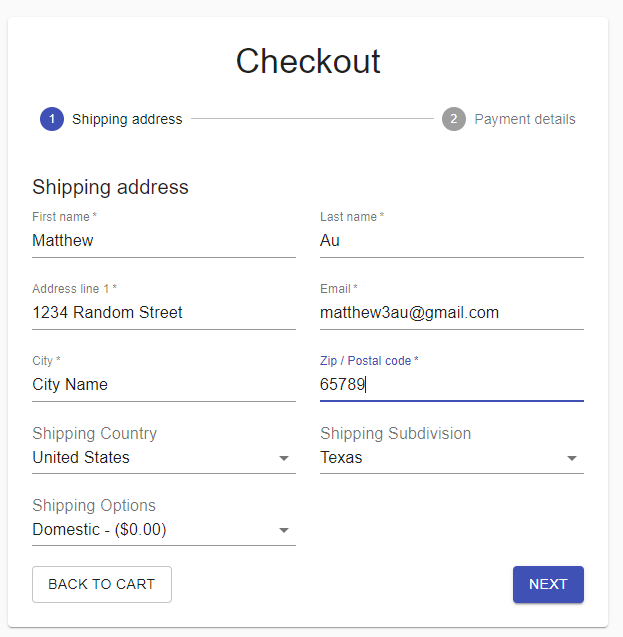 Checkout
1 Shipping address 2 Payment details
Shipping address
First name * Last name *
Matthew Au
Address line 1 * Email *
1234 Random Street matthew3au@gmail.com
City * Zip / Postal code *
City Name 65789
Shipping Country Shipping Subdivision
United States Texas
Shipping Options
Domestic - ($0.00)
BACK TO CART NEXT